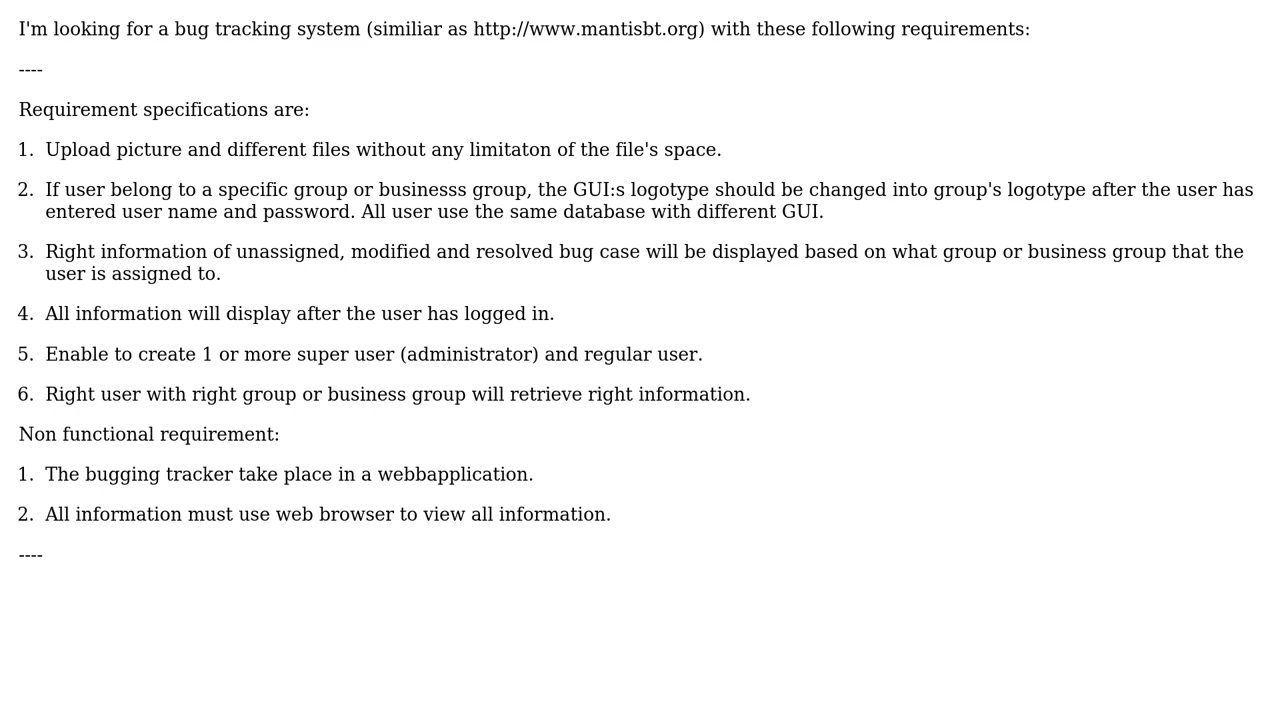 I'm looking for a bug tracking system (similiar as http://www.mantisbt.org) with these following requirements:
----
Requirement specifications are:
1. Upload picture and different files without any limitaton of the file's space.
2. If user belong to a specific group or businesss group, the GUI:s logotype should be changed into group's logotype after the user has
entered user name and password. All user use the same database with different GUI.
3. Right information of unassigned, modified and resolved bug case will be displayed based on what group or business group that the
user is assigned to.
4. All information will display after the user has logged in.
5. Enable to create 1 or more super user (administrator) and regular user.
6. Right user with right group or business group will retrieve right information.
Non functional requirement:
1. The bugging tracker take place in a webbapplication.
2. All information must use web browser to view all information.
----